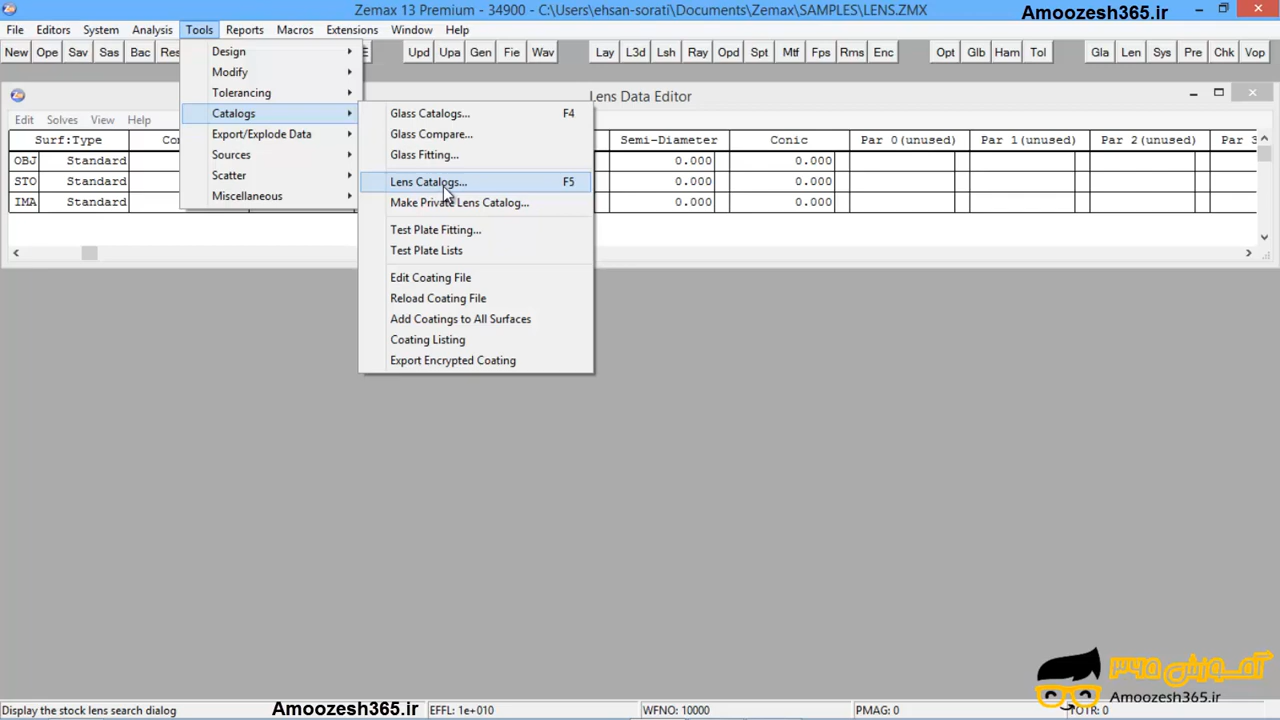 Zemax 13 Premium - 34900 - C:\Users\ehsan-sorati\Documents\Zemax\SAMPLES\LENS.ZMX
Amoozesh365.ir
File Editors System Analysis Tools Reports Macros Extensions Window Help
New Ope Sav Sas Bac Res Upd Upa Gen Fie Wav Lay L3d Lsh Ray Opd Spt Mtf Fps Rms Enc Opt Glb Ham Tol Gla Len Sys Pre Chk Vop
Design
Modify
Tolerancing
Catalogs
Export/Explode Data
Sources
Scatter
Miscellaneous
Glass Catalogs... F4
Glass Compare...
Glass Fitting...
Lens Catalogs... F5
Make Private Lens Catalog...
Test Plate Fitting...
Test Plate Lists
Edit Coating File
Reload Coating File
Add Coatings to All Surfaces
Coating Listing
Export Encrypted Coating
Lens Data Editor
Edit Solves View Help
Surf:Type Semi-Diameter Conic Par 0(unused) Par 1(unused) Par 2(unused) Par 3
OBJ Standard 0.000 0.000
STO Standard 0.000 0.000
IMA Standard 0.000 0.000
آموزش ۳۶۵
Amoozesh365.ir
Display the stock lens search dialog
Amoozesh365.ir
EFFL: 1e+010 WFNO: 10000 PMAG: 0 TOTR: 0